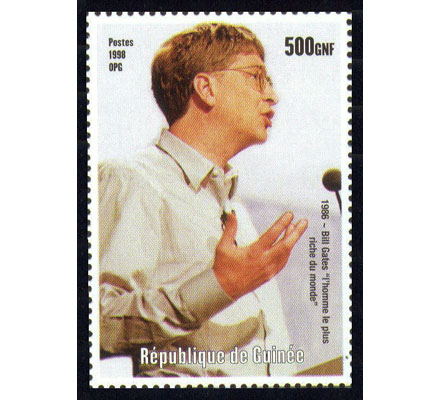 Postes
1998
OPG
500GNF
1986 ~ Bill Gates "l'homme le plus
riche du monde"
République de Guinée